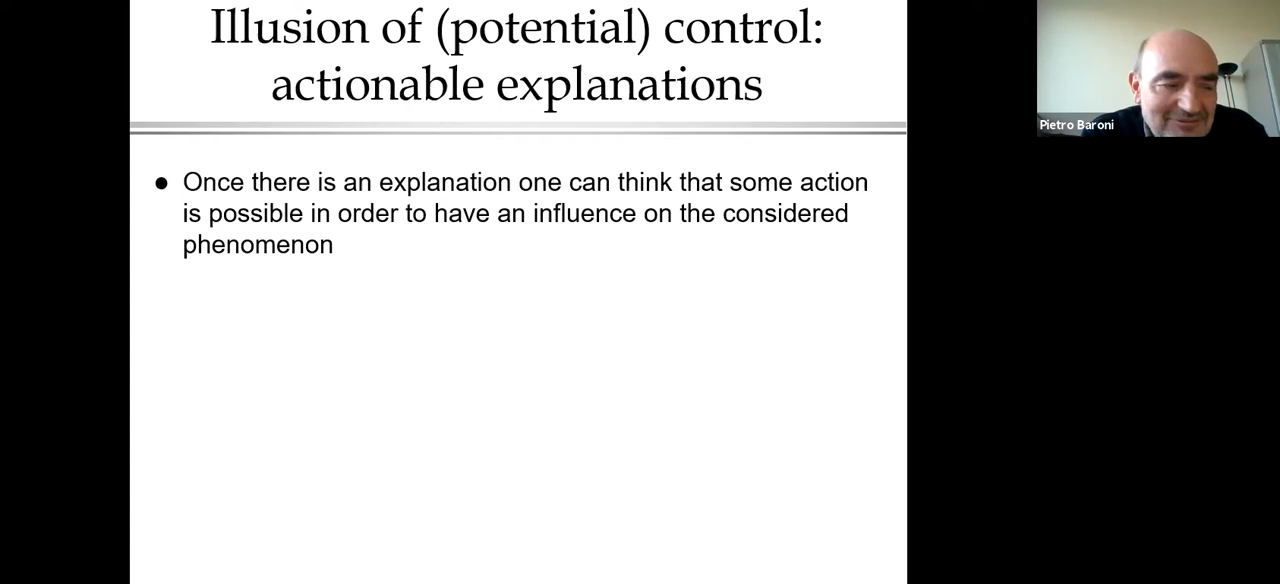 Illusion of (potential) control:
actionable explanations
● Once there is an explanation one can think that some action
is possible in order to have an influence on the considered
phenomenon
Pietro Baroni